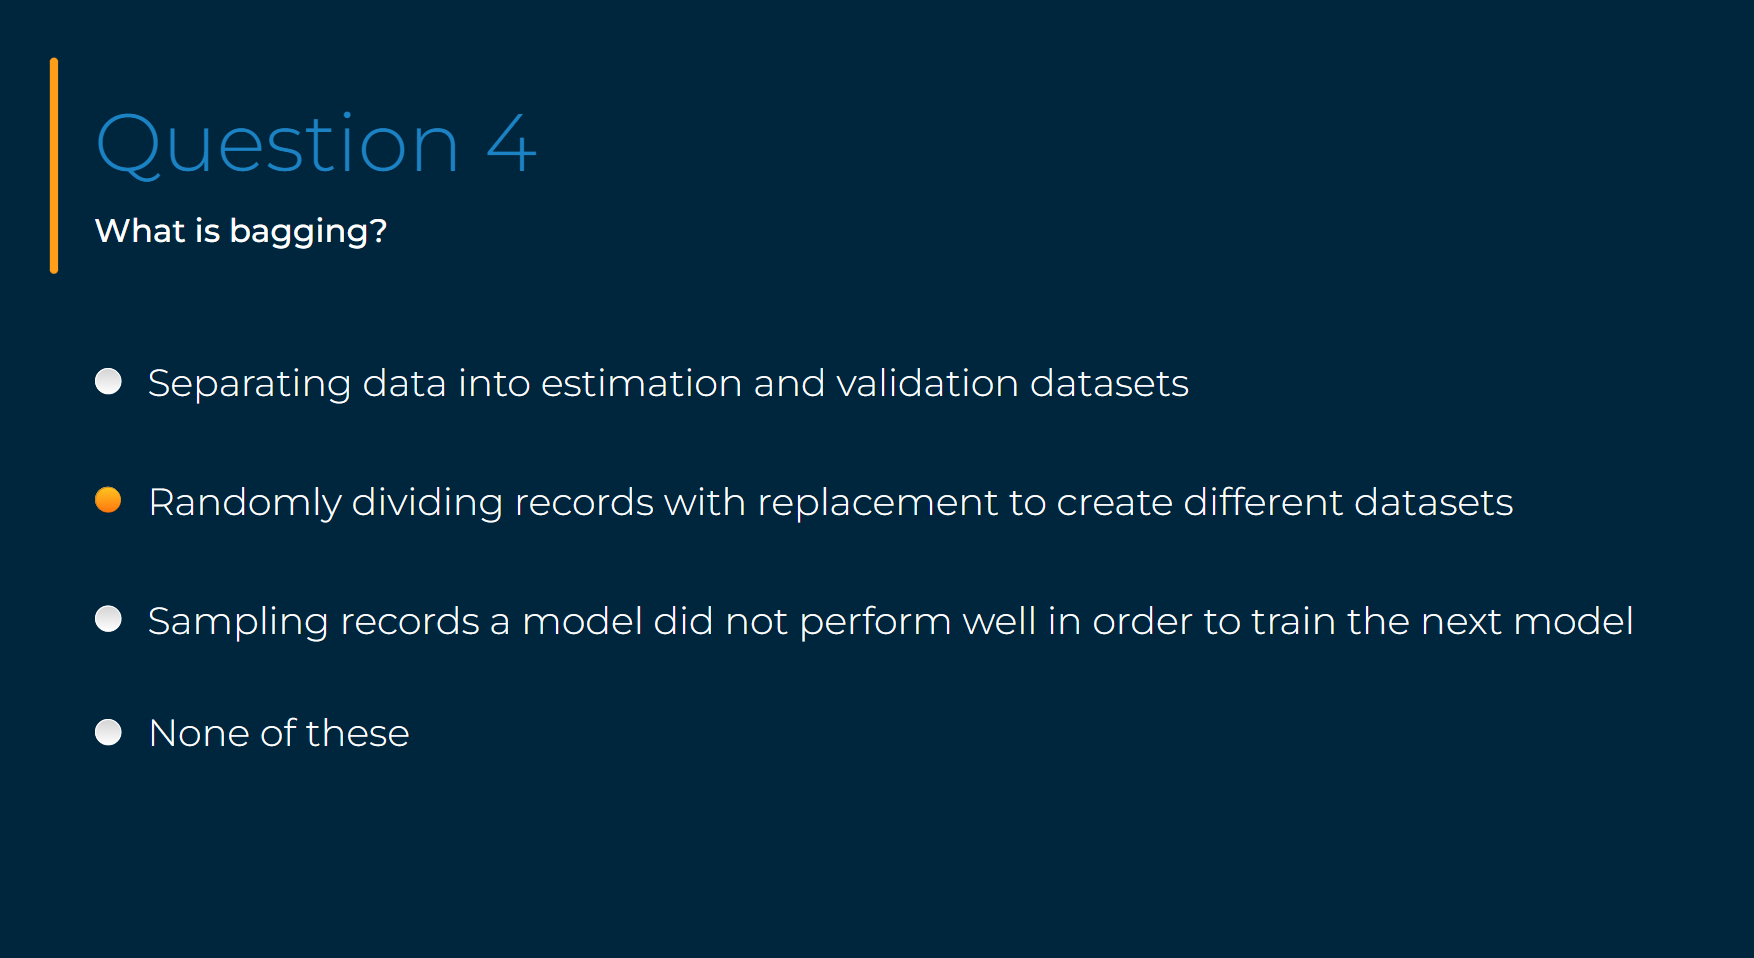 Question 4
What is bagging?
Separating data into estimation and validation datasets
Randomly dividing records with replacement to create different datasets
Sampling records a model did not perform well in order to train the next model
None of these